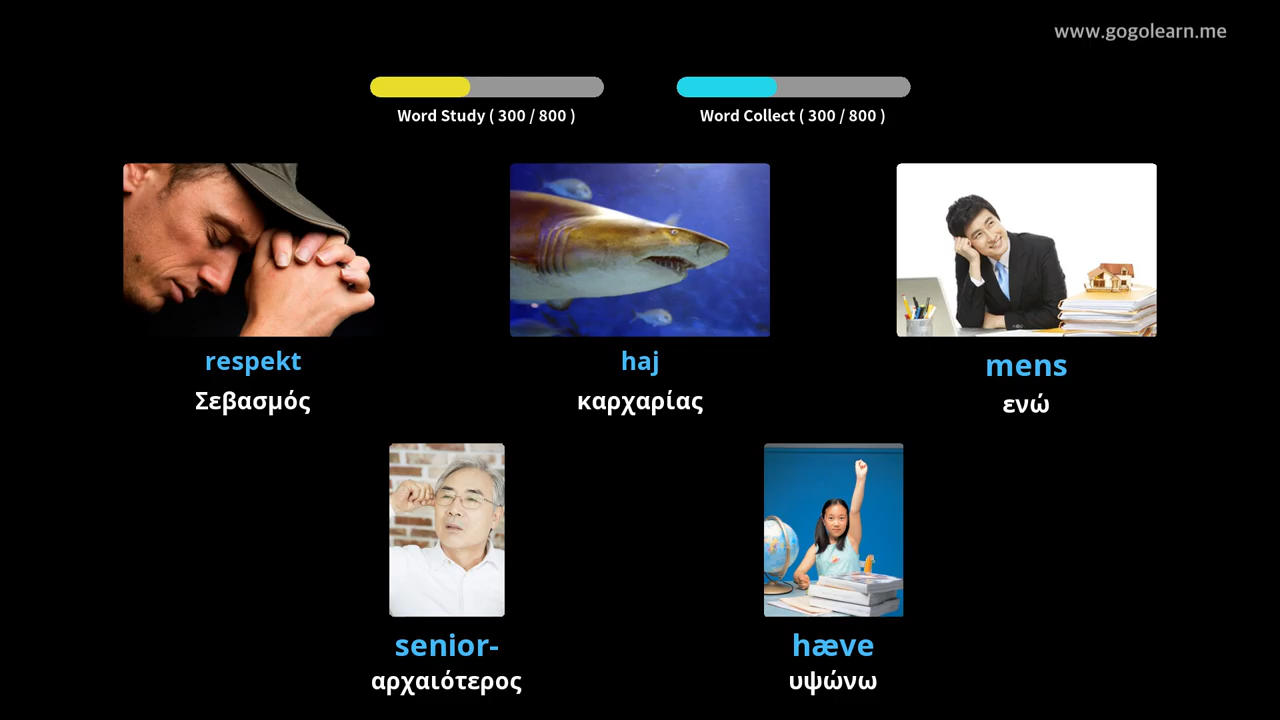 www.gogolearn.me
Word Study ( 300 / 800 )
Word Collect ( 300 / 800 )
respekt
Σεβασμός
haj
καρχαρίας
mens
ενώ
senior-
αρχαιότερος
hæve
υψώνω